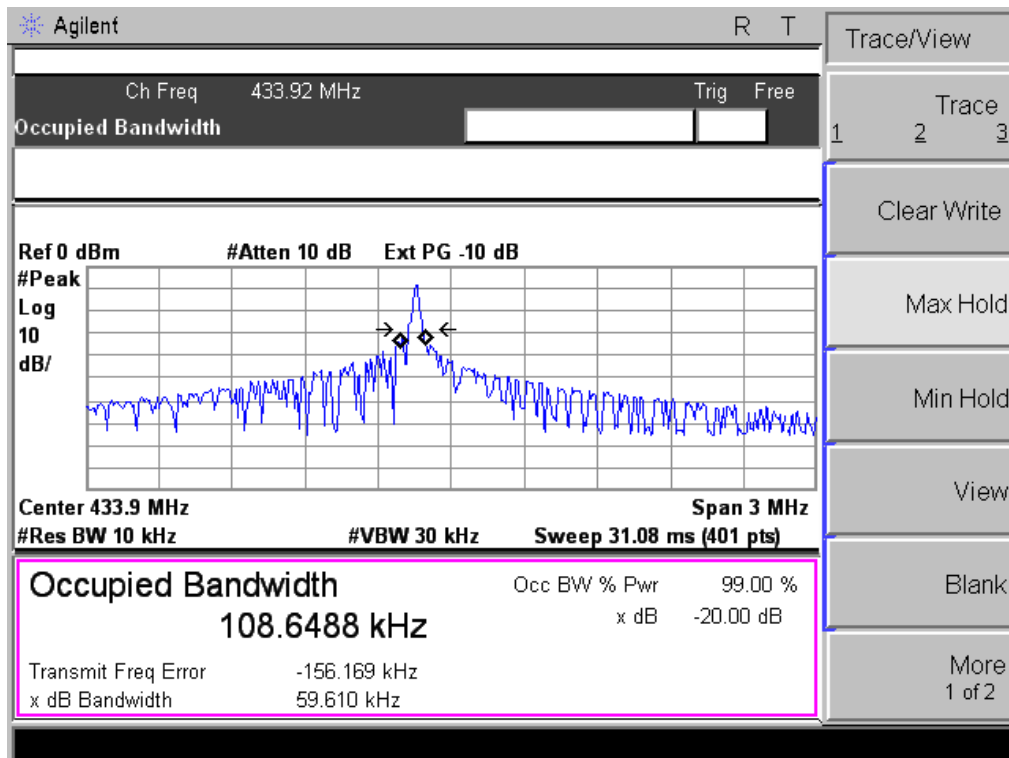 Agilent R T
Trace/View
Ch Freq 433.92 MHz Trig Free
Occupied Bandwidth
Trace
1 2 3
Clear Write
Max Hold
Min Hold
View
Blank
More
1 of 2
Ref 0 dBm #Atten 10 dB Ext PG -10 dB
#Peak
Log
10
dB/
Center 433.9 MHz Span 3 MHz
#Res BW 10 kHz #VBW 30 kHz Sweep 31.08 ms (401 pts)
Occupied Bandwidth Occ BW % Pwr 99.00 %
108.6488 kHz x dB -20.00 dB
Transmit Freq Error -156.169 kHz
x dB Bandwidth 59.610 kHz